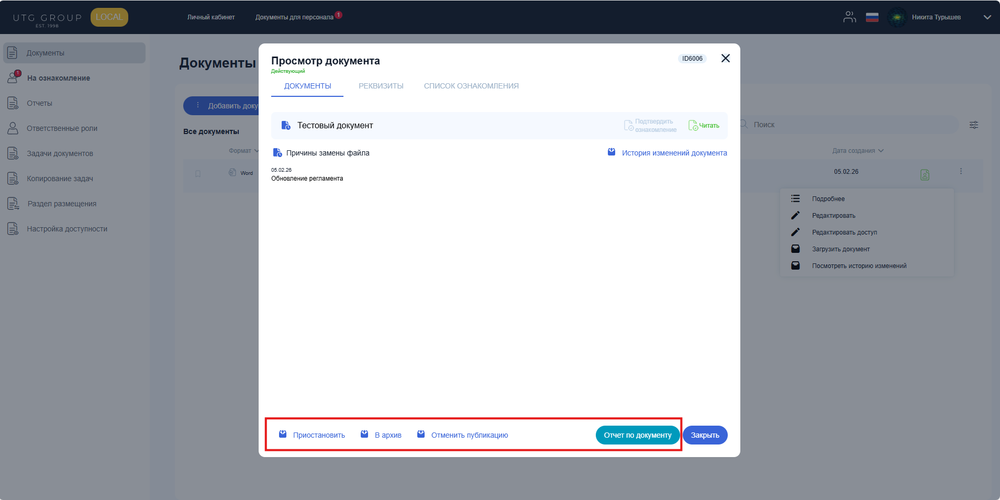 UTG GROUP
EST. 1998
LOCAL
Личный кабинет
Документы для персонала
1
Никита Турышев
Документы
1
На ознакомление
Отчеты
Ответственные роли
Задачи документов
Копирование задач
Раздел размещения
Настройка доступности
Документы
Добавить доку
Все документы
Формат
Word
Поиск
Дата создания
05.02.26
Подробнее
Редактировать
Редактировать доступ
Загрузить документ
Посмотреть историю изменений
Просмотр документа
Действующий
ID6006
ДОКУМЕНТЫ
РЕКВИЗИТЫ
СПИСОК ОЗНАКОМЛЕНИЯ
Тестовый документ
Подтвердить
ознакомление
Читать
Причины замены файла
История изменений документа
05.02.26
Обновление регламента
Приостановить
В архив
Отменить публикацию
Отчет по документу
Закрыть